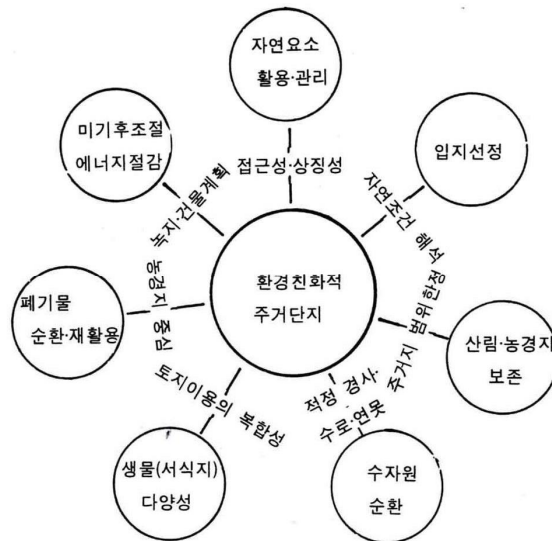 자연요소
활용·관리
미기후조절
에너지절감
입지선정
접근성·상징성
녹지·건물계획
자연조건 해석
환경친화적
주거단지
농경지 중심
주거지 범위한정
폐기물
순환·재활용
산림·농경지
보존
토지이용의 복합성
적정 경사·
수로·연못
생물(서식지)
다양성
수자원
순환